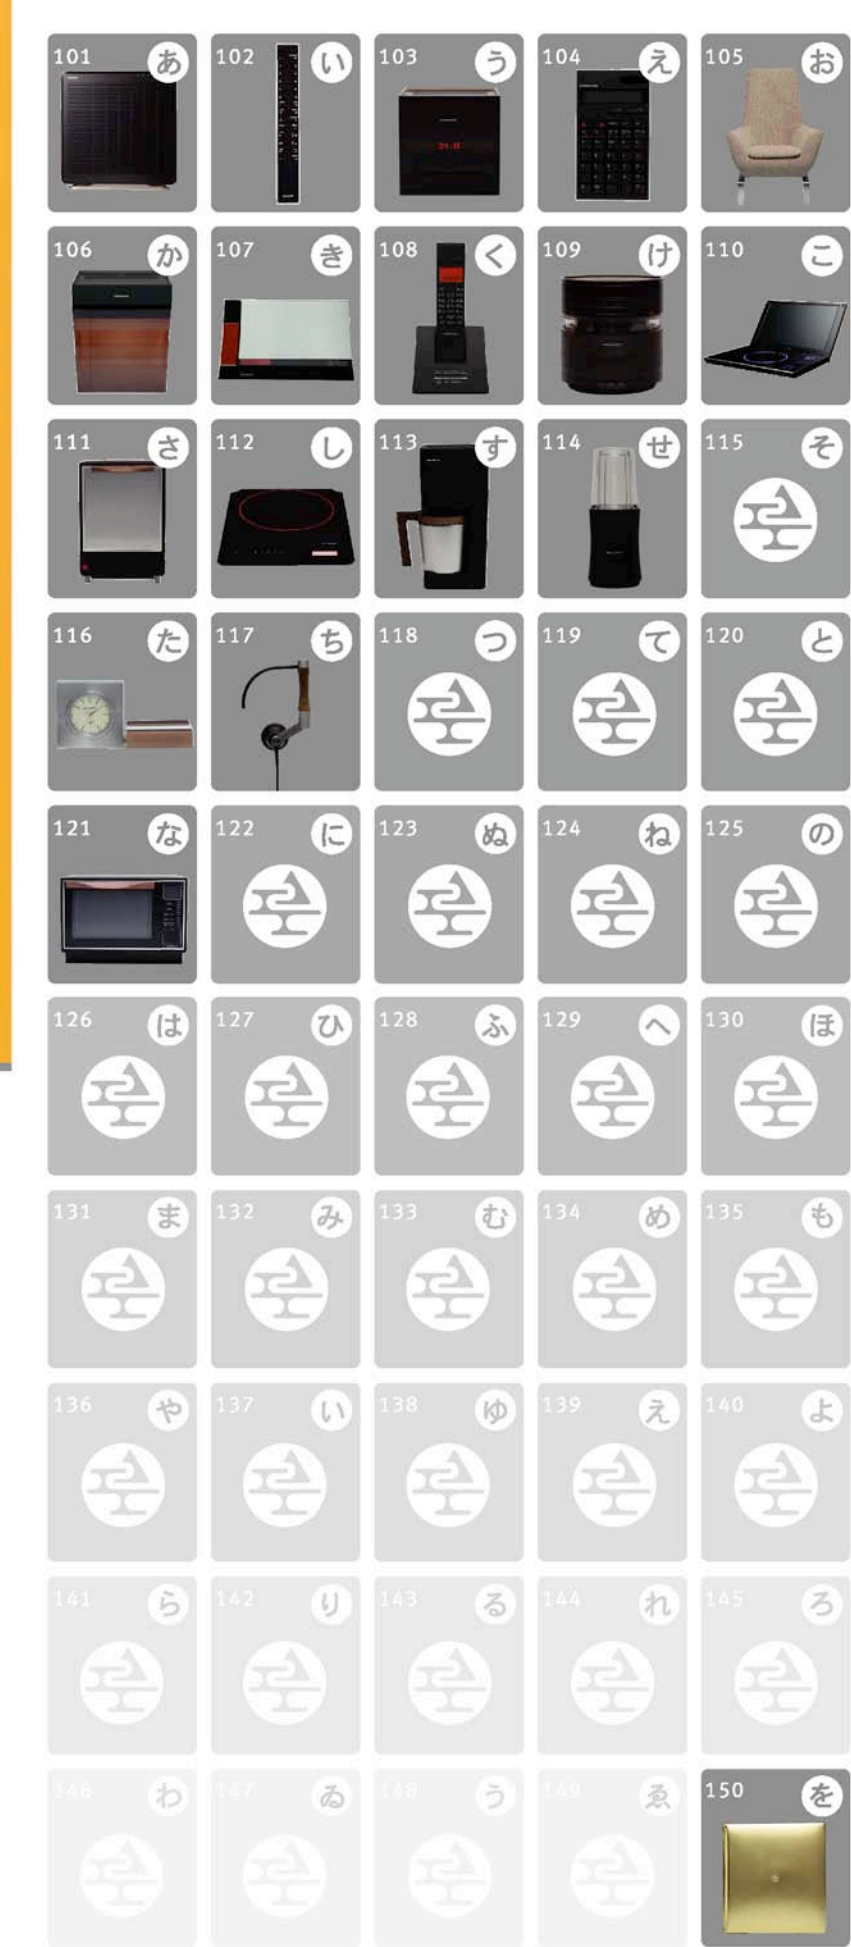 101 あ 102 い 103 う 104 え 105 お
106 か 107 き 108 く 109 け 110 こ
111 さ 112 し 113 す 114 せ 115 そ
116 た 117 ち 118 つ 119 て 120 と
121 な 122 に 123 ぬ 124 ね 125 の
126 は 127 ひ 128 ふ 129 へ 130 ほ
131 ま 132 み 133 む 134 め 135 も
136 や 137 い 138 ゆ 139 え 140 よ
141 ら 142 り 143 る 144 れ 145 ろ
146 わ 147 ゐ 148 う 149 ゑ 150 を